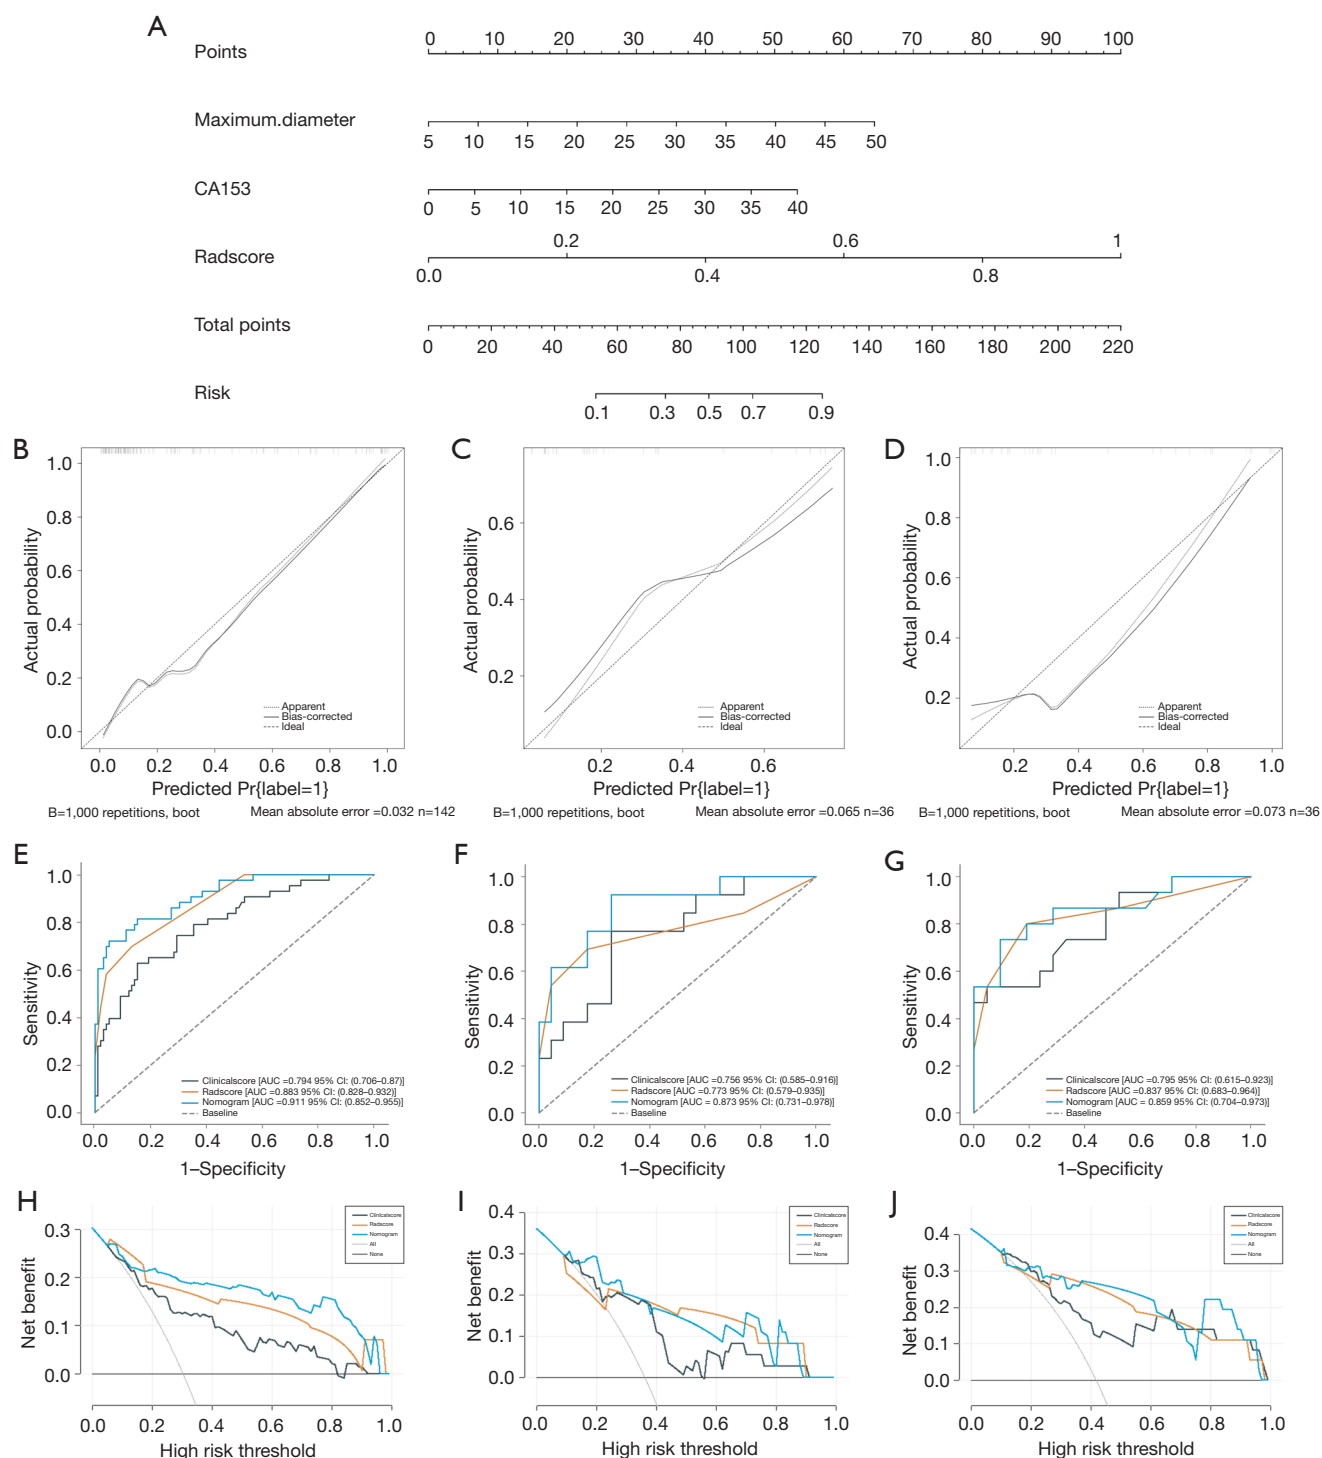 A
Points
0 10 20 30 40 50 60 70 80 90 100
Maximum.diameter
5 10 15 20 25 30 35 40 45 50
CA153
0 5 10 15 20 25 30 35 40
0.2 0.6 1
Radscore
0.0 0.4 0.8
Total points
0 20 40 60 80 100 120 140 160 180 200 220
Risk
0.1 0.3 0.5 0.7 0.9
B
Actual probability
1.0
0.8
0.6
0.4
0.2
0.0
Apparent
Bias-corrected
Ideal
0.0 0.2 0.4 0.6 0.8 1.0
Predicted Pr{label=1}
B=1,000 repetitions, boot Mean absolute error =0.032 n=142
C
Actual probability
0.6
0.4
0.2
Apparent
Bias-corrected
Ideal
0.2 0.4 0.6
Predicted Pr{label=1}
B=1,000 repetitions, boot Mean absolute error =0.065 n=36
D
Actual probability
1.0
0.8
0.6
0.4
0.2
Apparent
Bias-corrected
Ideal
0.2 0.4 0.6 0.8 1.0
Predicted Pr{label=1}
B=1,000 repetitions, boot Mean absolute error =0.073 n=36
E
Sensitivity
1.0
0.8
0.6
0.4
0.2
0.0
Clinicalscore [AUC =0.794 95% CI: (0.706–0.87)]
Radscore [AUC =0.883 95% CI: (0.828–0.932)]
Nomogram [AUC =0.911 95% CI: (0.852–0.955)]
Baseline
0.0 0.2 0.4 0.6 0.8 1.0
1–Specificity
F
Sensitivity
1.0
0.8
0.6
0.4
0.2
0.0
Clinicalscore [AUC =0.756 95% CI: (0.585–0.916)]
Radscore [AUC =0.773 95% CI: (0.579–0.935)]
Nomogram [AUC = 0.873 95% CI: (0.731–0.978)]
Baseline
0.0 0.2 0.4 0.6 0.8 1.0
1–Specificity
G
Sensitivity
1.0
0.8
0.6
0.4
0.2
0.0
Clinicalscore [AUC =0.795 95% CI: (0.615–0.923)]
Radscore [AUC =0.837 95% CI: (0.683–0.964)]
Nomogram [AUC = 0.859 95% CI: (0.704–0.973)]
Baseline
0.0 0.2 0.4 0.6 0.8 1.0
1–Specificity
H
Net benefit
0.3
0.2
0.1
0.0
Clinicalscore
Radscore
Nomogram
All
None
0.0 0.2 0.4 0.6 0.8 1.0
High risk threshold
I
Net benefit
0.4
0.3
0.2
0.1
0.0
Clinicalscore
Radscore
Nomogram
All
None
0.0 0.2 0.4 0.6 0.8 1.0
High risk threshold
J
Net benefit
0.4
0.3
0.2
0.1
0.0
Clinicalscore
Radscore
Nomogram
All
None
0.0 0.2 0.4 0.6 0.8 1.0
High risk threshold